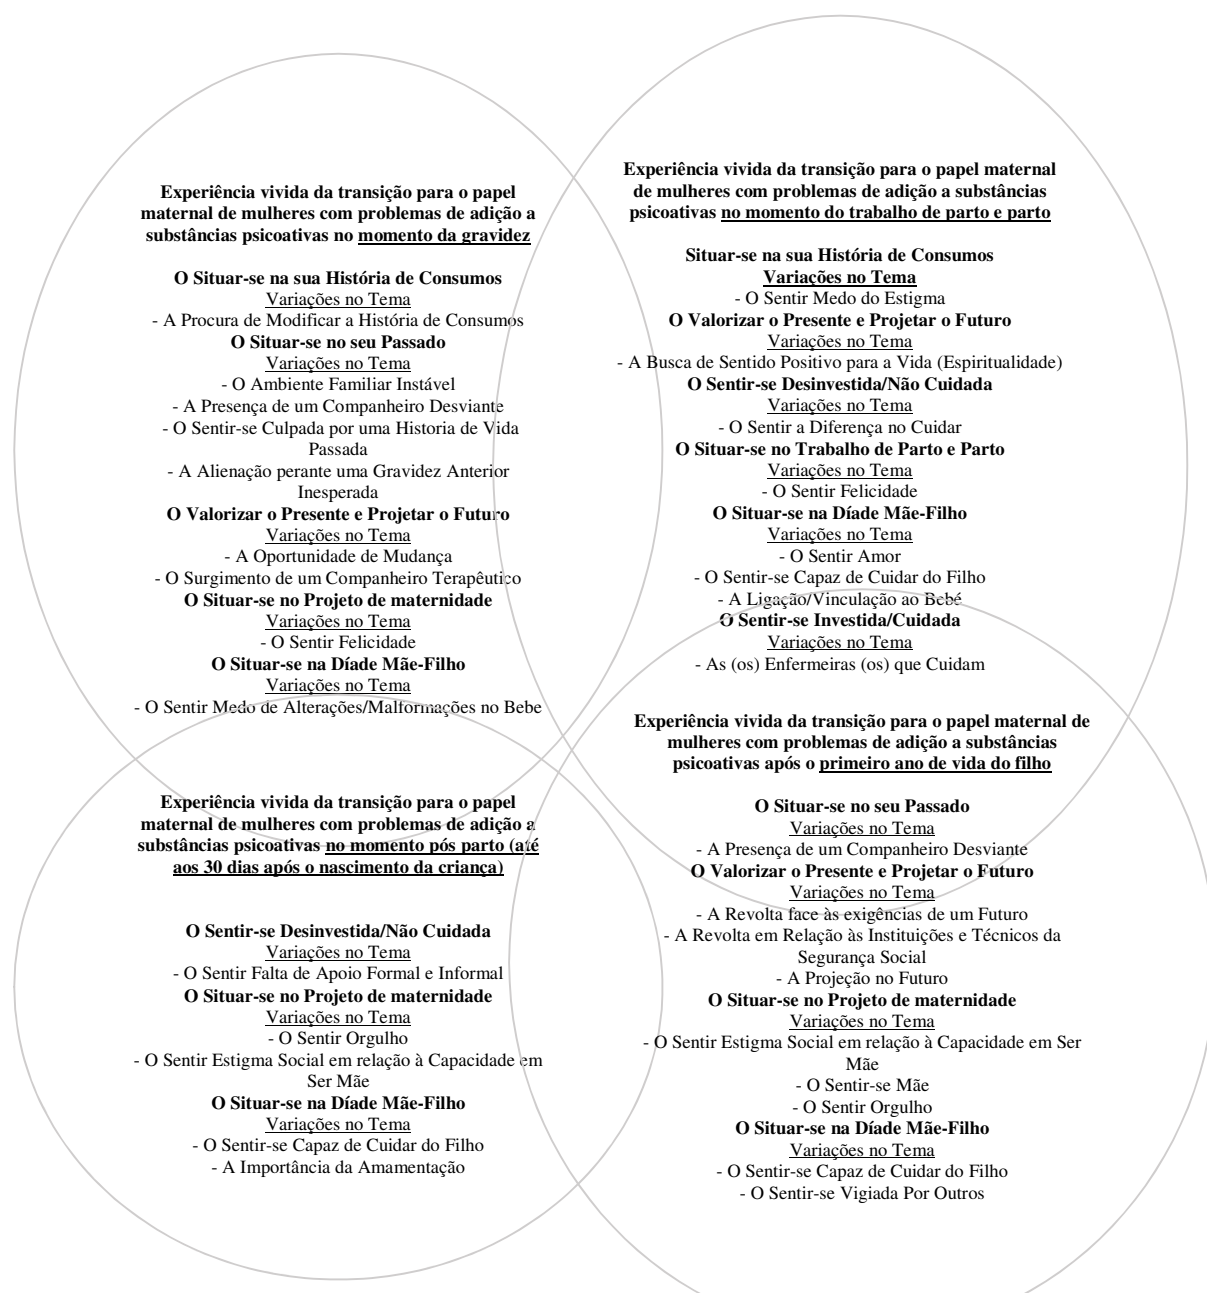 Experiência vivida da transição para o papel
maternal de mulheres com problemas de adição a
substâncias psicoativas no momento da gravidez
O Situar-se na sua História de Consumos
Variações no Tema
- A Procura de Modificar a História de Consumos
O Situar-se no seu Passado
Variações no Tema
- O Ambiente Familiar Instável
- A Presença de um Companheiro Desviante
- O Sentir-se Culpada por uma Historia de Vida
Passada
- A Alienação perante uma Gravidez Anterior
Inesperada
O Valorizar o Presente e Projetar o Futuro
Variações no Tema
- A Oportunidade de Mudança
- O Surgimento de um Companheiro Terapêutico
O Situar-se no Projeto de maternidade
Variações no Tema
- O Sentir Felicidade
O Situar-se na Díade Mãe-Filho
Variações no Tema
- O Sentir Medo de Alterações/Malformações no Bebe
Experiência vivida da transição para o papel maternal
de mulheres com problemas de adição a substâncias
psicoativas no momento do trabalho de parto e parto
Situar-se na sua História de Consumos
Variações no Tema
- O Sentir Medo do Estigma
O Valorizar o Presente e Projetar o Futuro
Variações no Tema
- A Busca de Sentido Positivo para a Vida (Espiritualidade)
O Sentir-se Desinvestida/Não Cuidada
Variações no Tema
- O Sentir a Diferença no Cuidar
O Situar-se no Trabalho de Parto e Parto
Variações no Tema
- O Sentir Felicidade
O Situar-se na Díade Mãe-Filho
Variações no Tema
- O Sentir Amor
- O Sentir-se Capaz de Cuidar do Filho
- A Ligação/Vinculação ao Bebé
O Sentir-se Investida/Cuidada
Variações no Tema
- As (os) Enfermeiras (os) que Cuidam
Experiência vivida da transição para o papel
maternal de mulheres com problemas de adição a
substâncias psicoativas no momento pós parto (até
aos 30 dias após o nascimento da criança)
O Sentir-se Desinvestida/Não Cuidada
Variações no Tema
- O Sentir Falta de Apoio Formal e Informal
O Situar-se no Projeto de maternidade
Variações no Tema
- O Sentir Orgulho
- O Sentir Estigma Social em relação à Capacidade em
Ser Mãe
O Situar-se na Díade Mãe-Filho
Variações no Tema
- O Sentir-se Capaz de Cuidar do Filho
- A Importância da Amamentação
Experiência vivida da transição para o papel maternal de
mulheres com problemas de adição a substâncias
psicoativas após o primeiro ano de vida do filho
O Situar-se no seu Passado
Variações no Tema
- A Presença de um Companheiro Desviante
O Valorizar o Presente e Projetar o Futuro
Variações no Tema
- A Revolta face às exigências de um Futuro
- A Revolta em Relação às Instituições e Técnicos da
Segurança Social
- A Projeção no Futuro
O Situar-se no Projeto de maternidade
Variações no Tema
- O Sentir Estigma Social em relação à Capacidade em Ser
Mãe
- O Sentir-se Mãe
- O Sentir Orgulho
O Situar-se na Díade Mãe-Filho
Variações no Tema
- O Sentir-se Capaz de Cuidar do Filho
- O Sentir-se Vigiada Por Outros